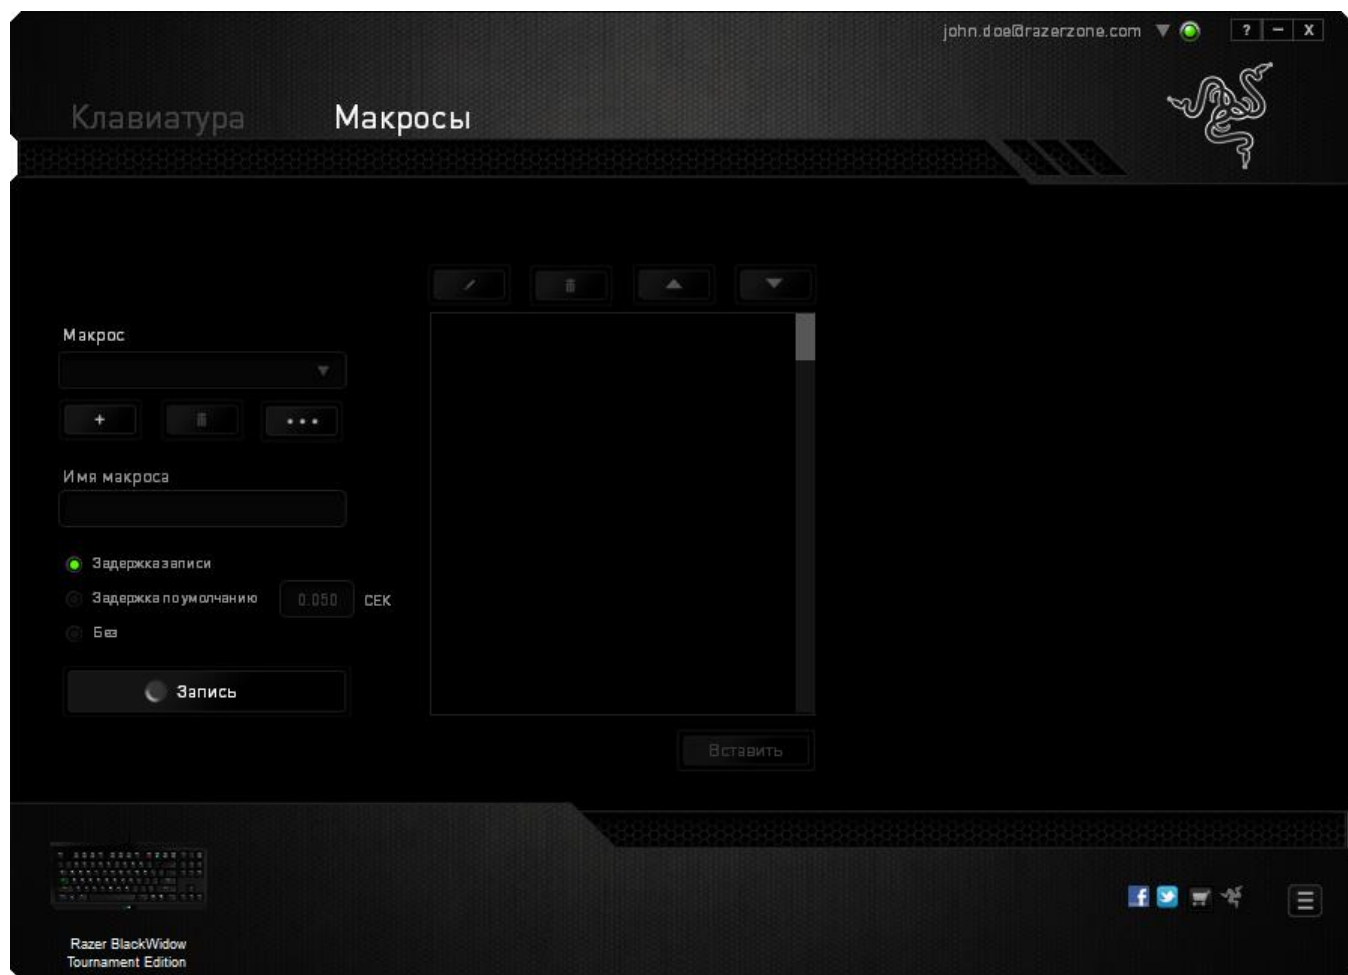 john.doe@razerzone.com
? – X
Клавиатура Макросы
Макрос
+ •••
Имя макроса
Задержка записи
Задержка по умолчанию 0.050 СЕК
Без
Запись
Вставить
Razer BlackWidow
Tournament Edition